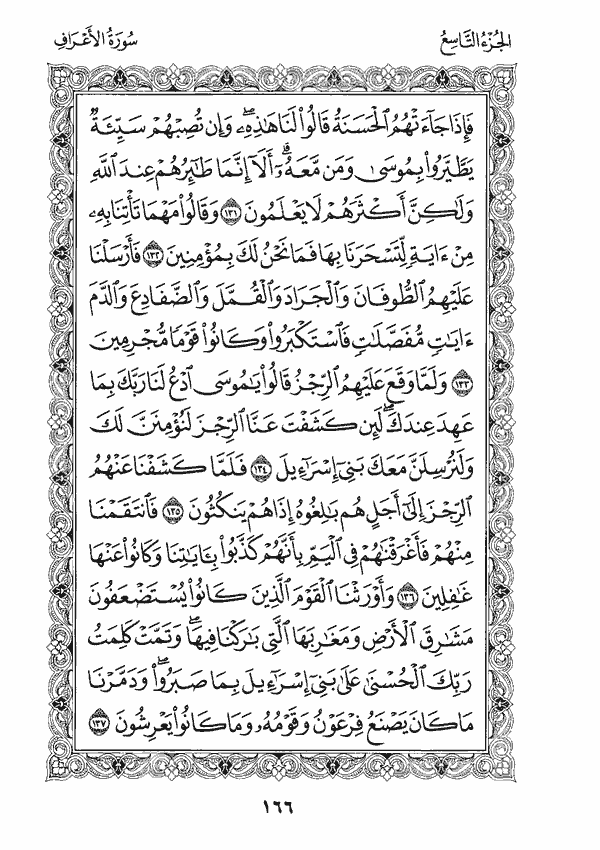 الجُزْءُ التَّاسِعُ
سُورَةُ الأَعْرَافِ
فَإِذَا جَآءَتْهُمُ ٱلْحَسَنَةُ قَالُوا۟ لَنَا هَٰذِهِۦ ۖ وَإِن تُصِبْهُمْ سَيِّئَةٌ
يَطَّيَّرُوا۟ بِمُوسَىٰ وَمَن مَّعَهُۥٓ ۗ أَلَآ إِنَّمَا طَٰٓئِرُهُمْ عِندَ ٱللَّهِ
وَلَٰكِنَّ أَكْثَرَهُمْ لَا يَعْلَمُونَ ١٣١ وَقَالُوا۟ مَهْمَا تَأْتِنَا بِهِۦ
مِنْ ءَايَةٍ لِّتَسْحَرَنَا بِهَا فَمَا نَحْنُ لَكَ بِمُؤْمِنِينَ ١٣٢ فَأَرْسَلْنَا
عَلَيْهِمُ ٱلطُّوفَانَ وَٱلْجَرَادَ وَٱلْقُمَّلَ وَٱلضَّفَادِعَ وَٱلدَّمَ
ءَايَٰتٍ مُّفَصَّلَٰتٍ فَٱسْتَكْبَرُوا۟ وَكَانُوا۟ قَوْمًا مُّجْرِمِينَ
١٣٣ وَلَمَّا وَقَعَ عَلَيْهِمُ ٱلرِّجْزُ قَالُوا۟ يَٰمُوسَى ٱدْعُ لَنَا رَبَّكَ بِمَا
عَهِدَ عِندَكَ ۖ لَئِن كَشَفْتَ عَنَّا ٱلرِّجْزَ لَنُؤْمِنَنَّ لَكَ
وَلَنُرْسِلَنَّ مَعَكَ بَنِىٓ إِسْرَٰٓءِيلَ ١٣٤ فَلَمَّا كَشَفْنَا عَنْهُمُ
ٱلرِّجْزَ إِلَىٰٓ أَجَلٍ هُم بَٰلِغُوهُ إِذَا هُمْ يَنكُثُونَ ١٣٥ فَٱنتَقَمْنَا
مِنْهُمْ فَأَغْرَقْنَٰهُمْ فِى ٱلْيَمِّ بِأَنَّهُمْ كَذَّبُوا۟ بِـَٔايَٰتِنَا وَكَانُوا۟ عَنْهَا
غَٰفِلِينَ ١٣٦ وَأَوْرَثْنَا ٱلْقَوْمَ ٱلَّذِينَ كَانُوا۟ يُسْتَضْعَفُونَ
مَشَٰرِقَ ٱلْأَرْضِ وَمَغَٰرِبَهَا ٱلَّتِى بَٰرَكْنَا فِيهَا ۖ وَتَمَّتْ كَلِمَتُ
رَبِّكَ ٱلْحُسْنَىٰ عَلَىٰ بَنِىٓ إِسْرَٰٓءِيلَ بِمَا صَبَرُوا۟ ۖ وَدَمَّرْنَا
مَا كَانَ يَصْنَعُ فِرْعَوْنُ وَقَوْمُهُۥ وَمَا كَانُوا۟ يَعْرِشُونَ ١٣٧
١٦٦